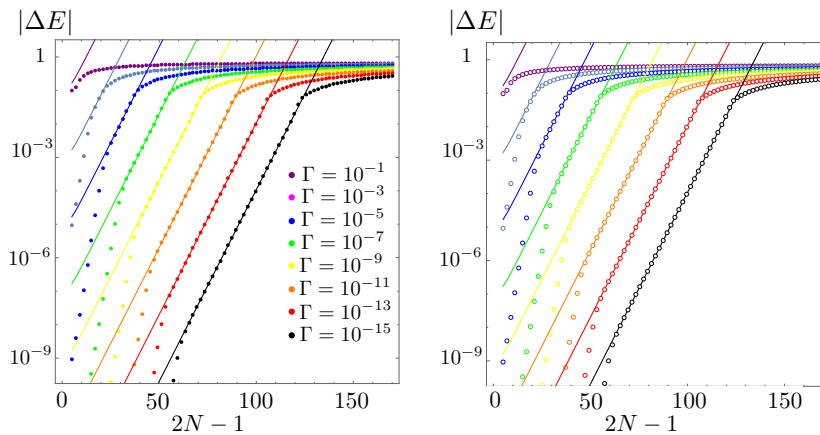 |ΔE|
1
10⁻³
10⁻⁶
10⁻⁹
0
50
100
150
2N − 1
Γ = 10⁻¹
Γ = 10⁻³
Γ = 10⁻⁵
Γ = 10⁻⁷
Γ = 10⁻⁹
Γ = 10⁻¹¹
Γ = 10⁻¹³
Γ = 10⁻¹⁵
|ΔE|
1
10⁻³
10⁻⁶
10⁻⁹
0
50
100
150
2N − 1